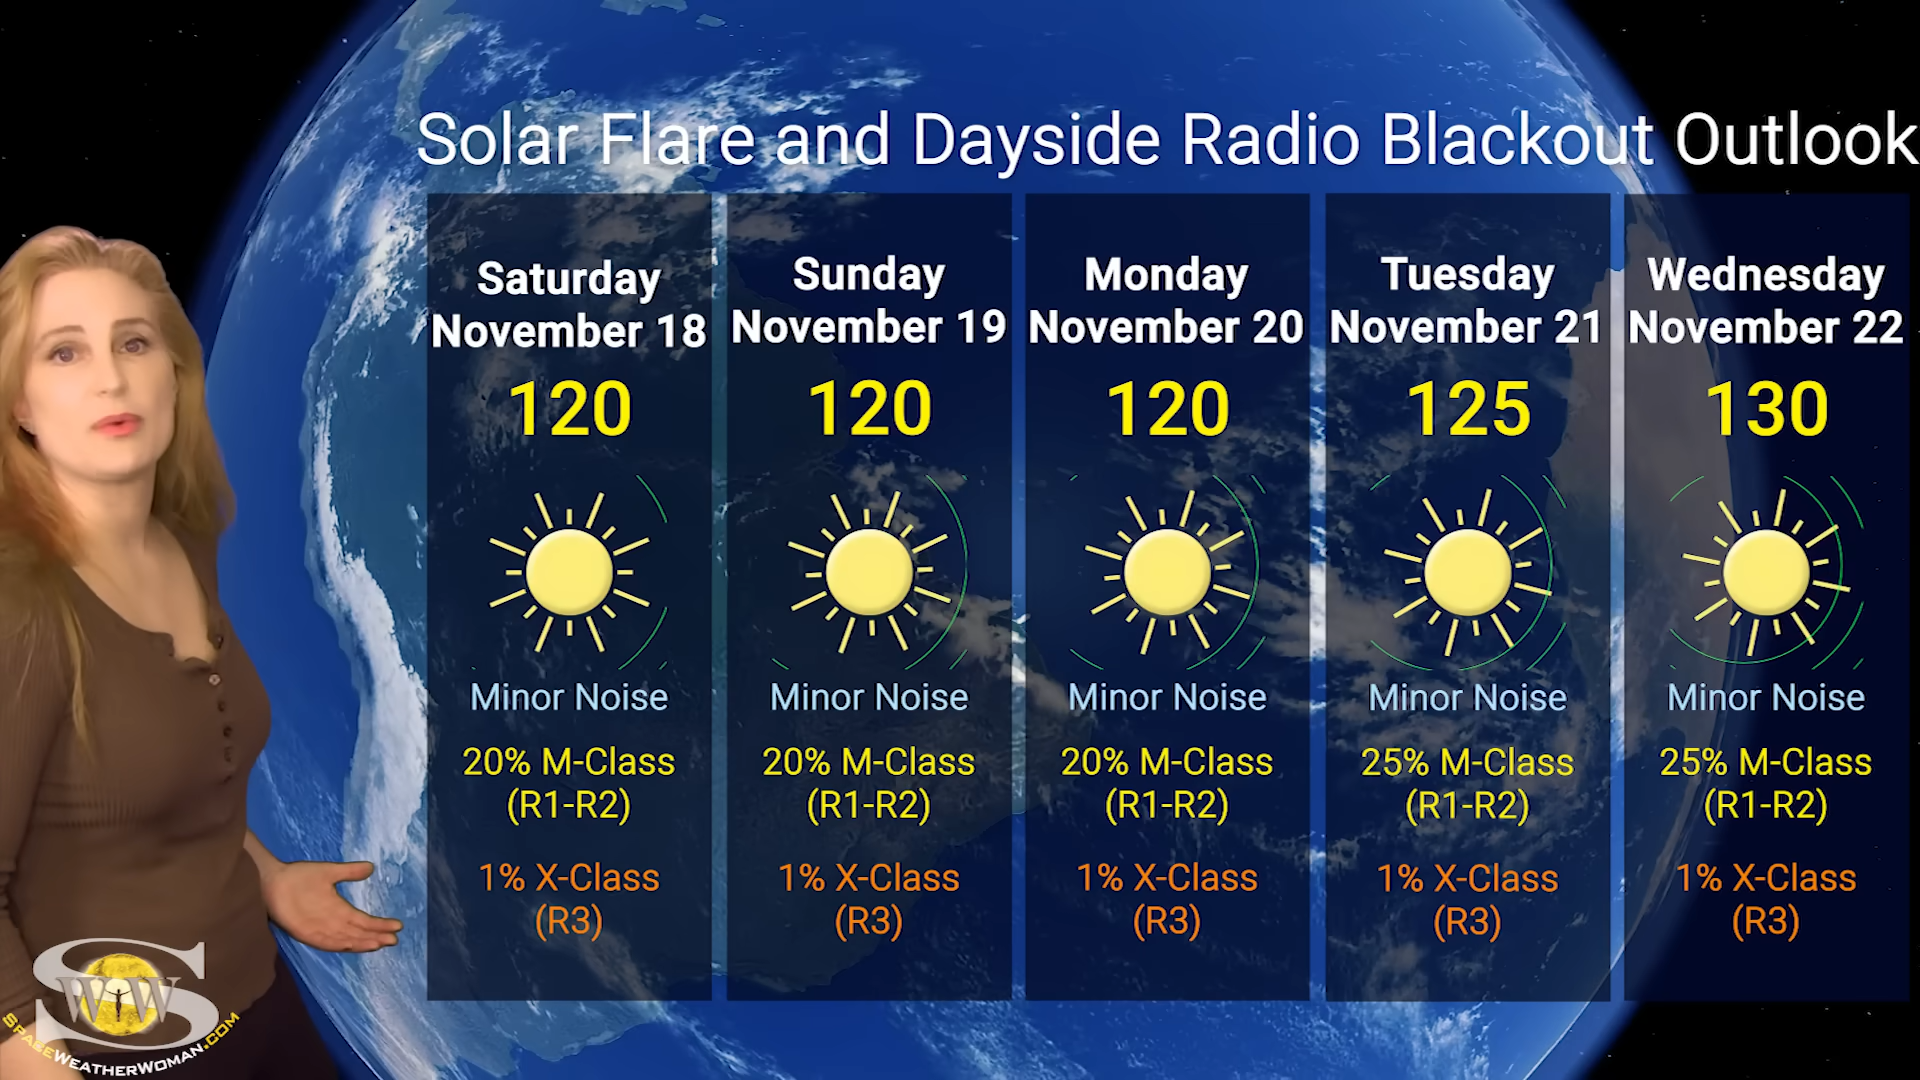 Solar Flare and Dayside Radio Blackout Outlook
Saturday
November 18
120
Minor Noise
20% M-Class
(R1-R2)
1% X-Class
(R3)
Sunday
November 19
120
Minor Noise
20% M-Class
(R1-R2)
1% X-Class
(R3)
Monday
November 20
120
Minor Noise
20% M-Class
(R1-R2)
1% X-Class
(R3)
Tuesday
November 21
125
Minor Noise
25% M-Class
(R1-R2)
1% X-Class
(R3)
Wednesday
November 22
130
Minor Noise
25% M-Class
(R1-R2)
1% X-Class
(R3)
SWW
SPACEWEATHERWOMAN.COM